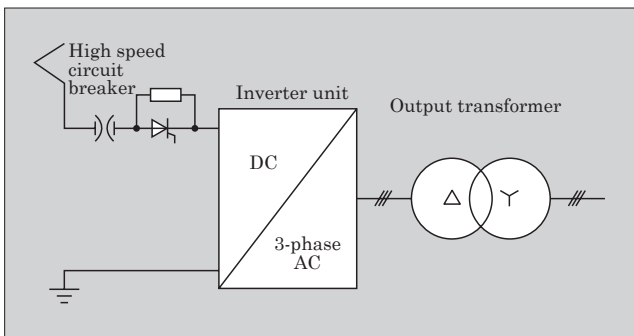 High speed
circuit
breaker
Inverter unit
Output transformer
DC
3-phase
AC